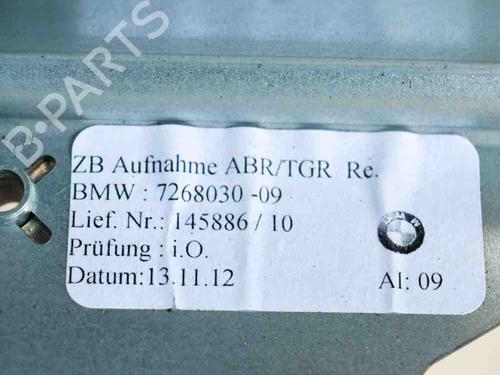 B-PARTS
ZB Aufnahme ABR/TGR Re.
BMW : 7268030 -09
Lief. Nr.: 145886 / 10
Prüfung : i.O.
Datum:13.11.12
AI: 09
BMW